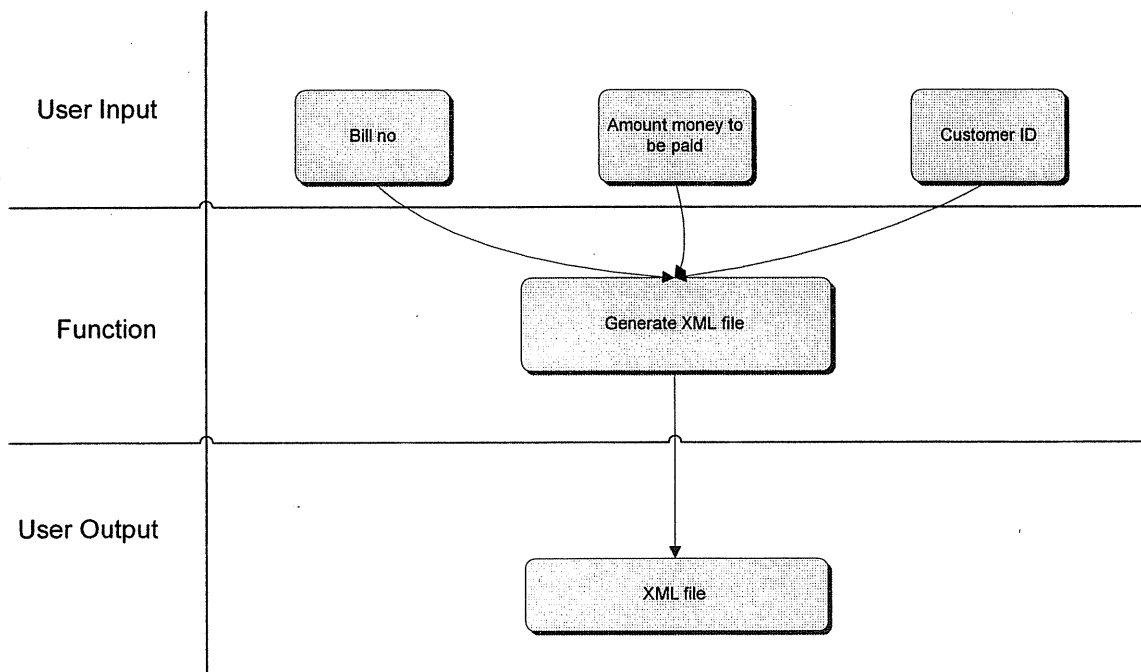 User Input
Bill no
Amount money to
be paid
Customer ID
Function
Generate XML file
User Output
XML file